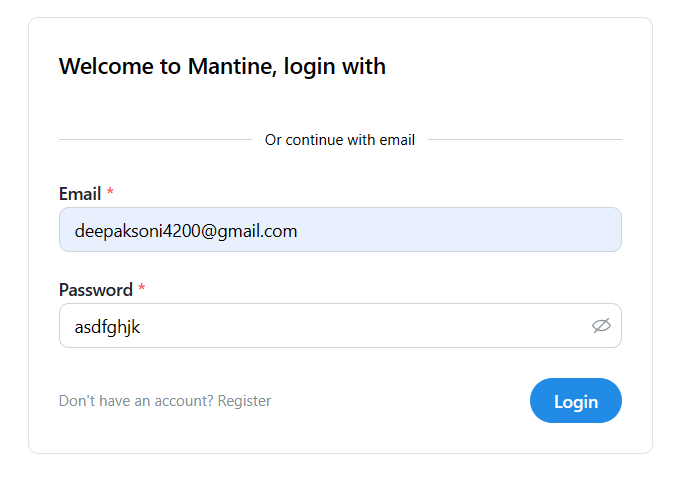 Welcome to Mantine, login with
Or continue with email
Email *
deepaksoni4200@gmail.com
Password *
asdfghjk
Don't have an account? Register
Login